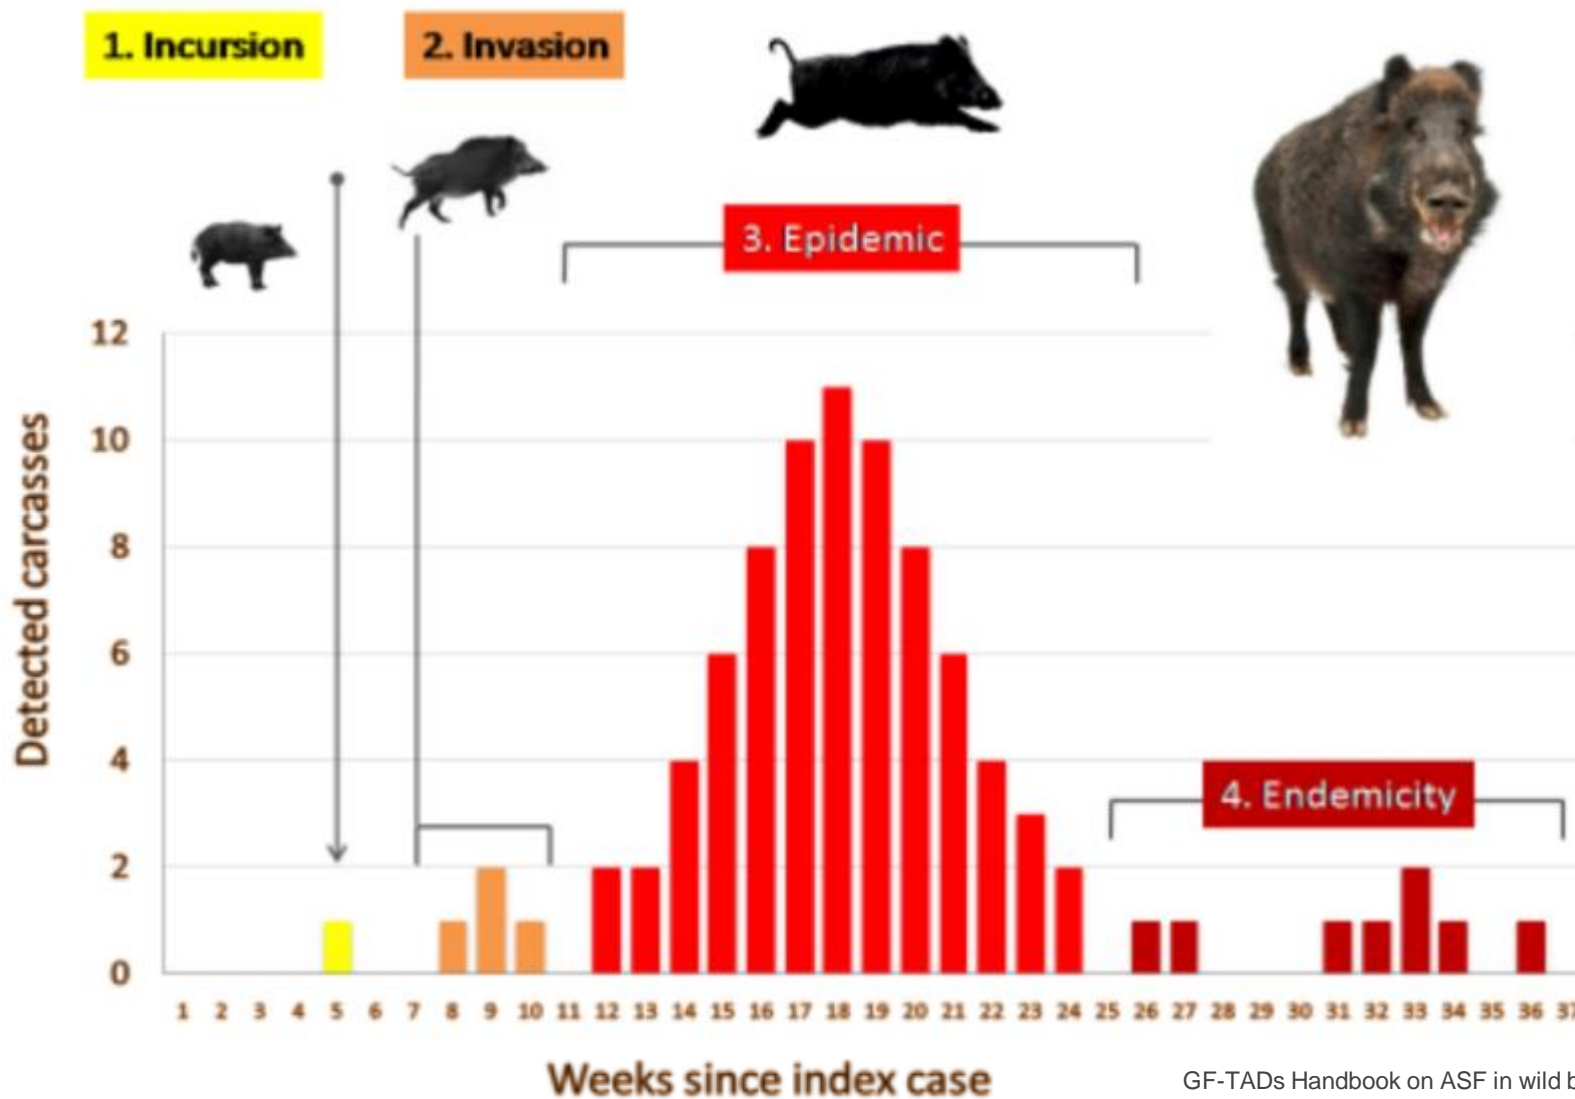 1. Incursion
2. Invasion
3. Epidemic
12
10
8
6
4
2
0
Detected carcasses
4. Endemicity
1 2 3 4 5 6 7 8 9 10 11 12 13 14 15 16 17 18 19 20 21 22 23 24 25 26 27 28 29 30 31 32 33 34 35 36 37
Weeks since index case
GF-TADs Handbook on ASF in wild b